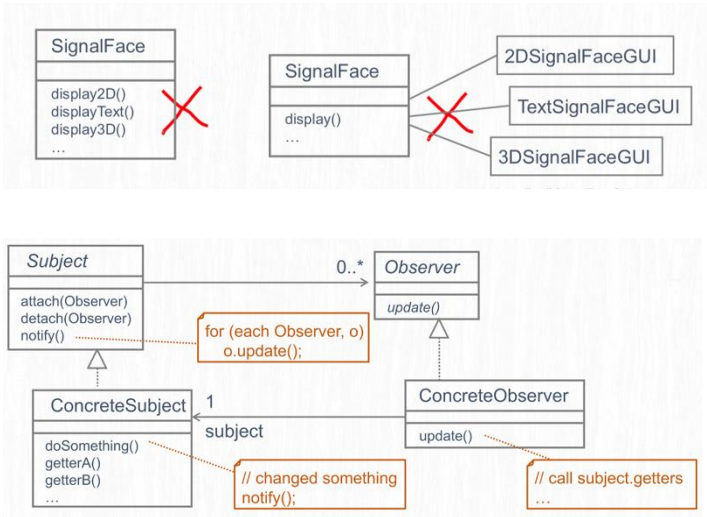 SignalFace
display2D()
displayText()
display3D()
...
SignalFace
display()
...
2DSignalFaceGUI
TextSignalFaceGUI
3DSignalFaceGUI
Subject
attach(Observer)
detach(Observer)
notify()
0..*
Observer
update()
for (each Observer, o)
o.update();
ConcreteSubject
doSomething()
getterA()
getterB()
...
1
subject
ConcreteObserver
update()
// changed something
notify();
// call subject.getters
...